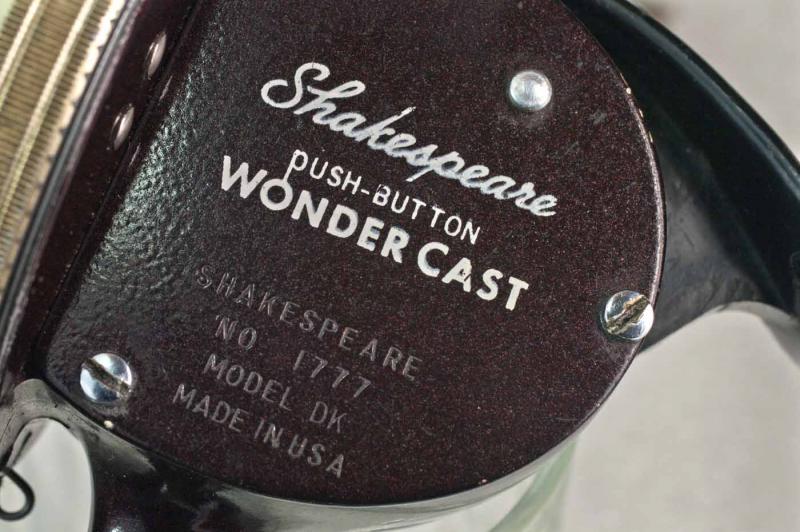 Shakespeare
PUSH-BUTTON
WONDER CAST
SHAKESPEARE
NO 1777
MODEL DK
MADE IN USA